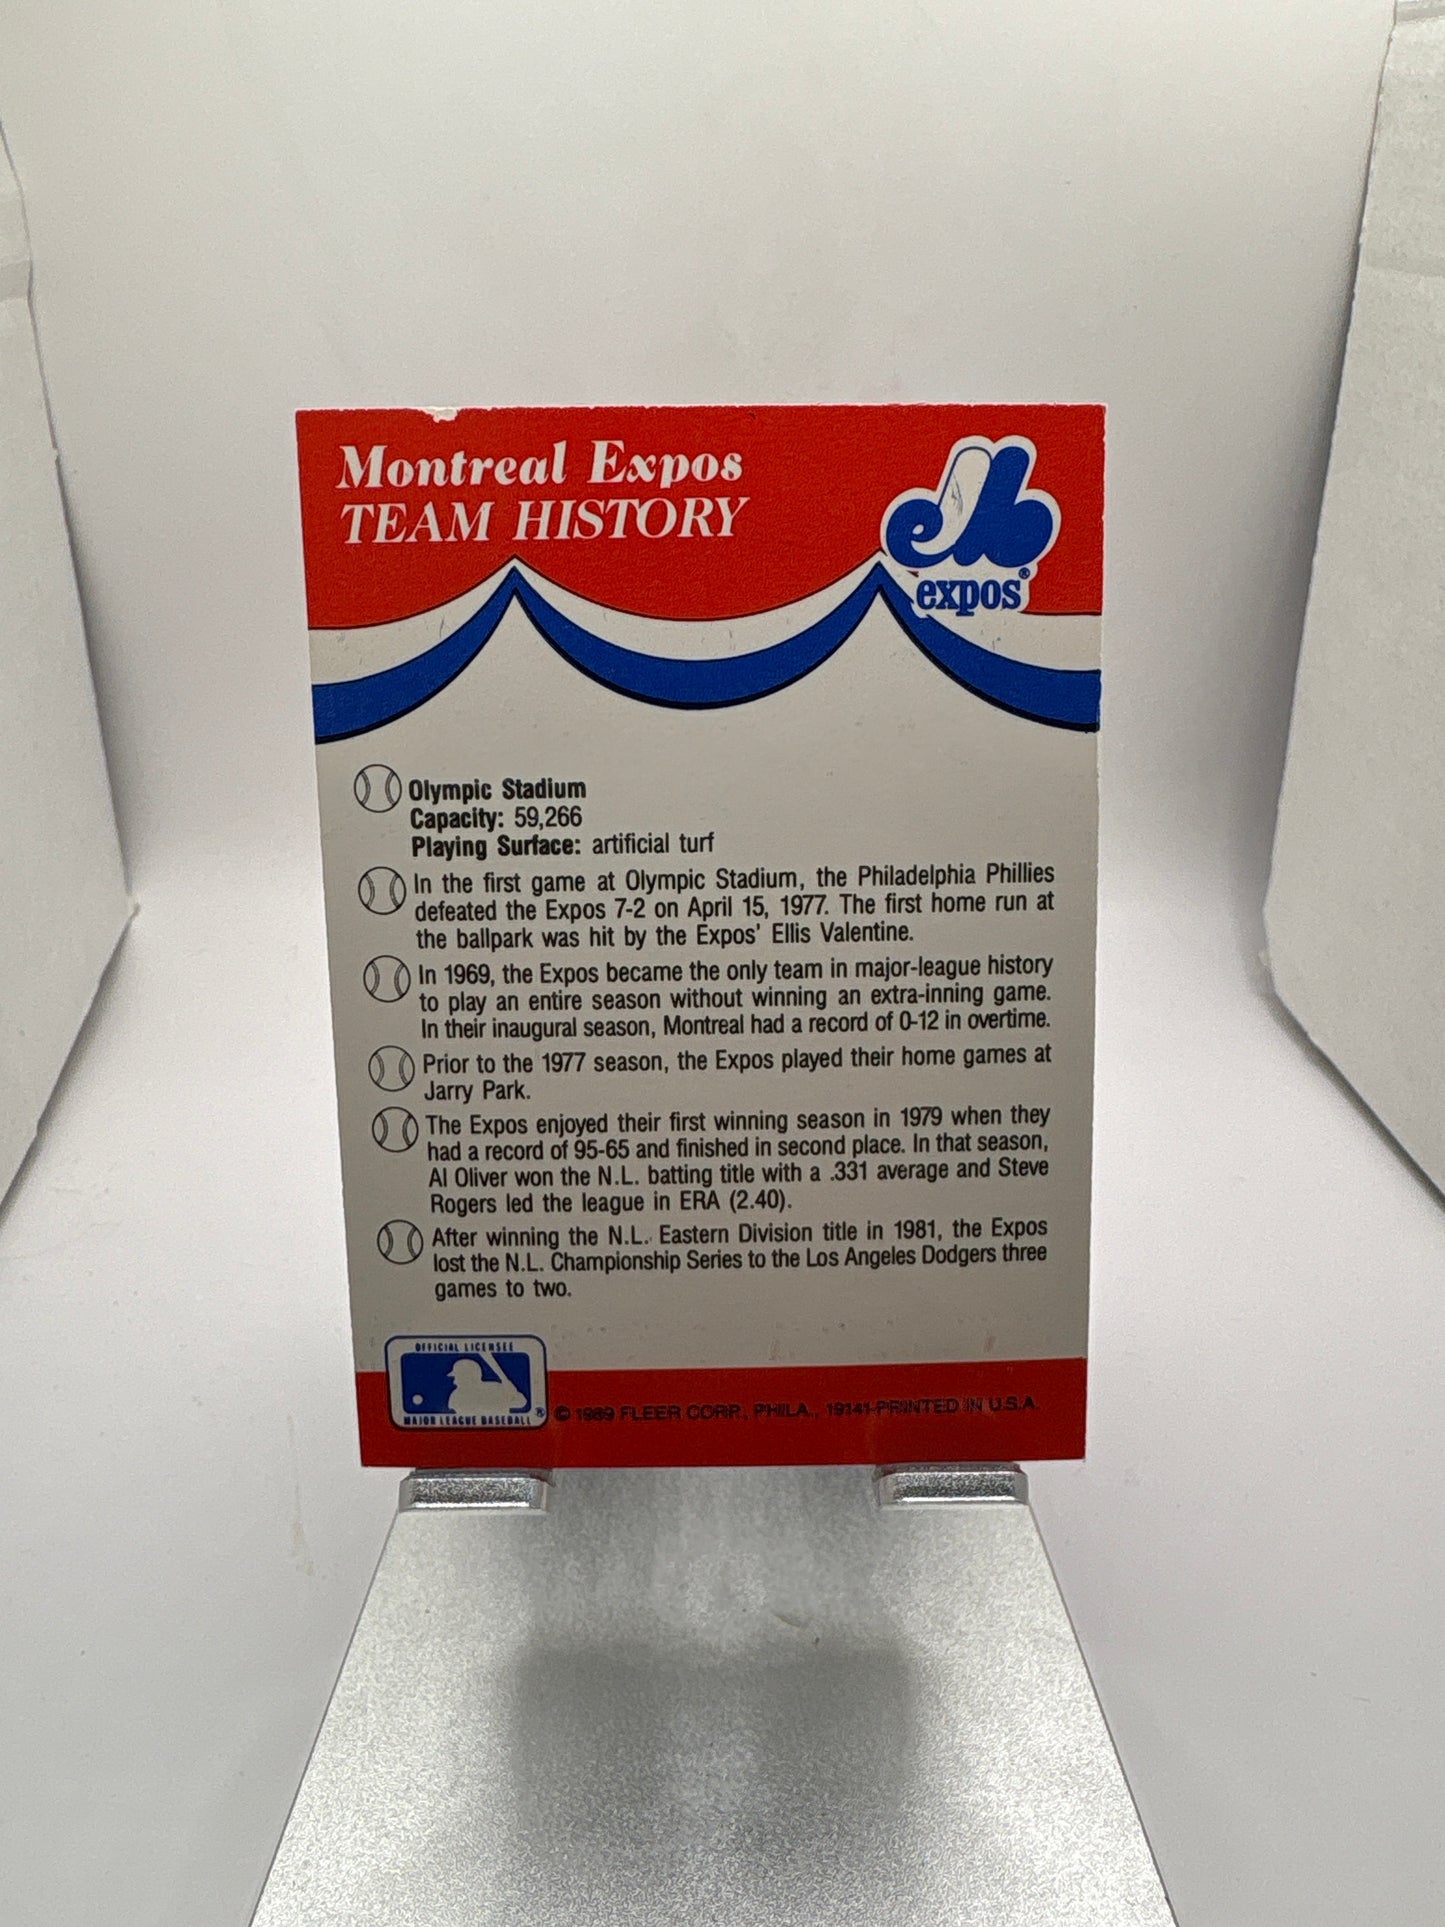 Montreal Expos
TEAM HISTORY
expos®
Olympic Stadium
Capacity: 59,266
Playing Surface: artificial turf
In the first game at Olympic Stadium, the Philadelphia Phillies
defeated the Expos 7-2 on April 15, 1977. The first home run at
the ballpark was hit by the Expos' Ellis Valentine.
In 1969, the Expos became the only team in major-league history
to play an entire season without winning an extra-inning game.
In their inaugural season, Montreal had a record of 0-12 in overtime.
Prior to the 1977 season, the Expos played their home games at
Jarry Park.
The Expos enjoyed their first winning season in 1979 when they
had a record of 95-65 and finished in second place. In that season,
Al Oliver won the N.L. batting title with a .331 average and Steve
Rogers led the league in ERA (2.40).
After winning the N.L. Eastern Division title in 1981, the Expos
lost the N.L. Championship Series to the Los Angeles Dodgers three
games to two.
OFFICIAL LICENSEE
MAJOR LEAGUE BASEBALL ®
© 1989 FLEER CORP., PHILA., 19141-PRINTED IN U.S.A.